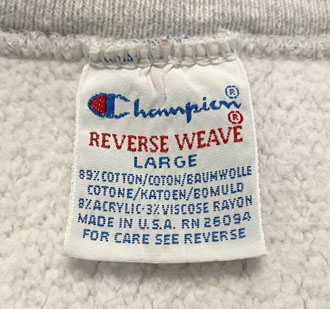 Champion®
REVERSE WEAVE®
LARGE
89% COTTON/COTON/BAUMWOLLE
COTONE/KATOEN/BOMULD
8% ACRYLIC-3% VISCOSE RAYON
MADE IN U.S.A. RN 26094
FOR CARE SEE REVERSE